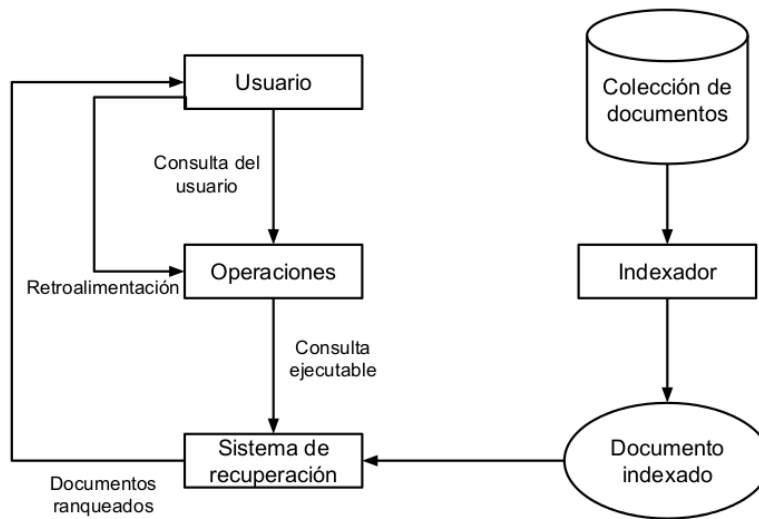 Usuario
Colección de
documentos
Consulta del
usuario
Operaciones
Indexador
Retroalimentación
Consulta
ejecutable
Sistema de
recuperación
Documento
indexado
Documentos
ranqueados